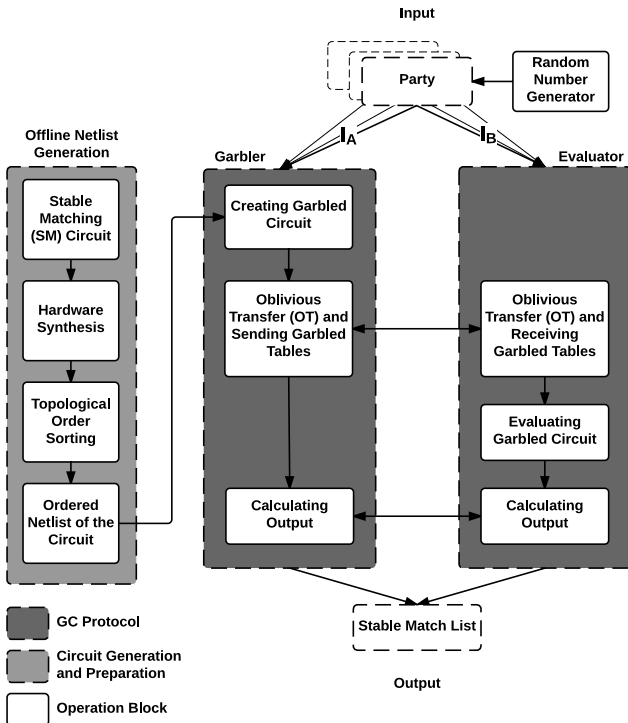 Input
Party
Random
Number
Generator
I_A
I_B
Offline Netlist
Generation
Garbler
Evaluator
Stable
Matching
(SM) Circuit
Hardware
Synthesis
Topological
Order
Sorting
Ordered
Netlist of the
Circuit
Creating Garbled
Circuit
Oblivious
Transfer (OT) and
Sending Garbled
Tables
Calculating
Output
Oblivious
Transfer (OT) and
Receiving
Garbled Tables
Evaluating
Garbled Circuit
Calculating
Output
Stable Match List
Output
GC Protocol
Circuit Generation
and Preparation
Operation Block